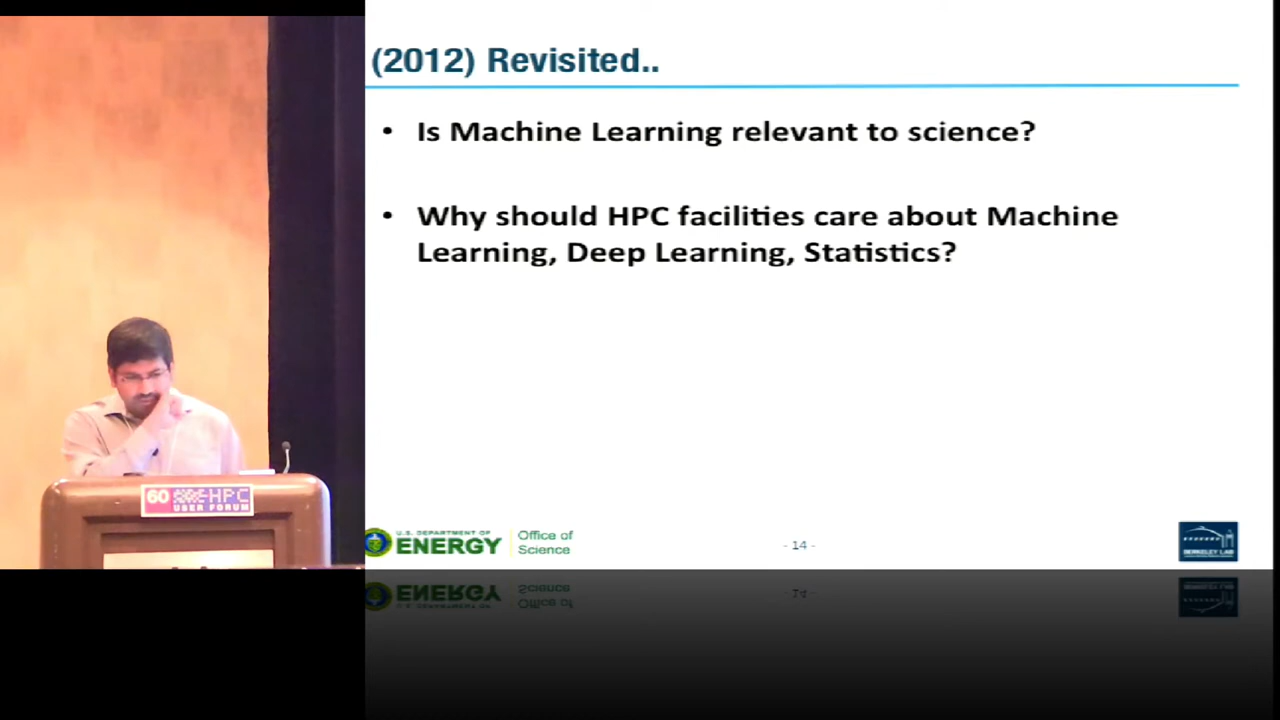 (2012) Revisited..
• Is Machine Learning relevant to science?
• Why should HPC facilities care about Machine
Learning, Deep Learning, Statistics?
60
HPC
USER FORUM
U.S. DEPARTMENT OF
ENERGY
Office of
Science
- 14 -
BERKELEY LAB